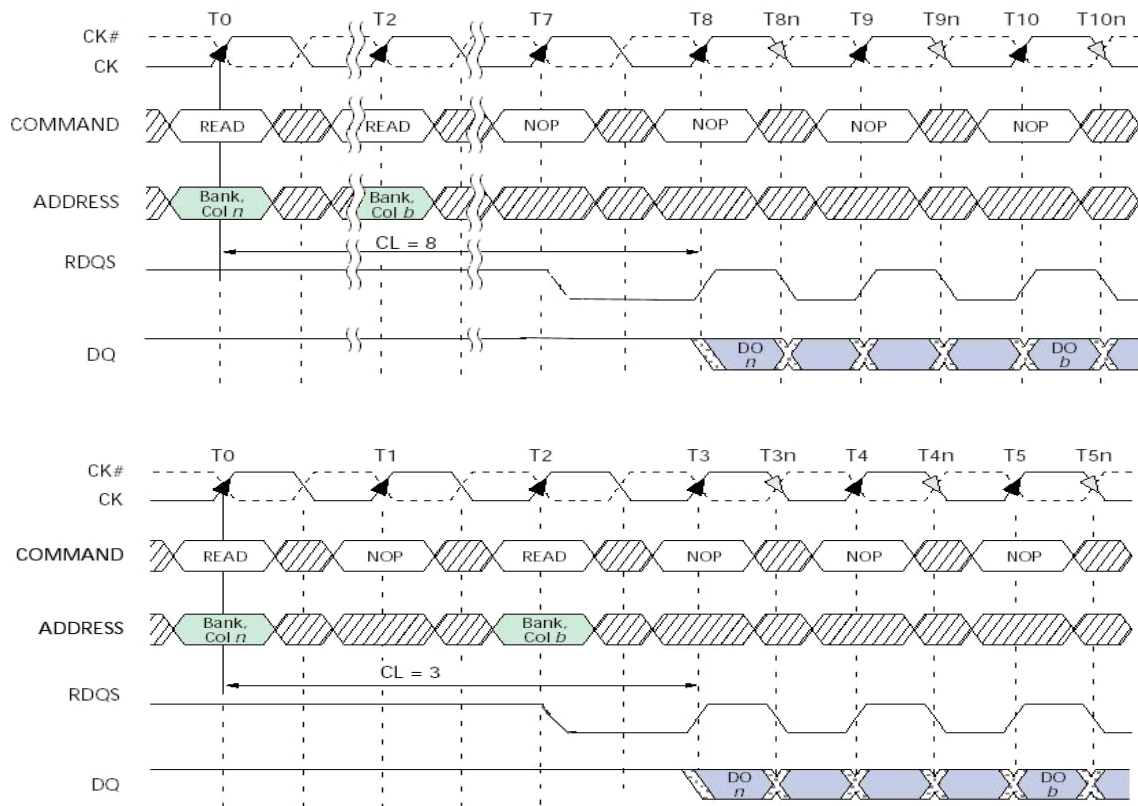 T0 T2 T7 T8 T8n T9 T9n T10 T10n
CK#
CK
COMMAND READ READ NOP NOP NOP NOP
ADDRESS Bank, Col n Bank, Col b
CL = 8
RDQS
DQ DO n DO b
T0 T1 T2 T3 T3n T4 T4n T5 T5n
CK#
CK
COMMAND READ NOP READ NOP NOP NOP
ADDRESS Bank, Col n Bank, Col b
CL = 3
RDQS
DQ DO n DO b